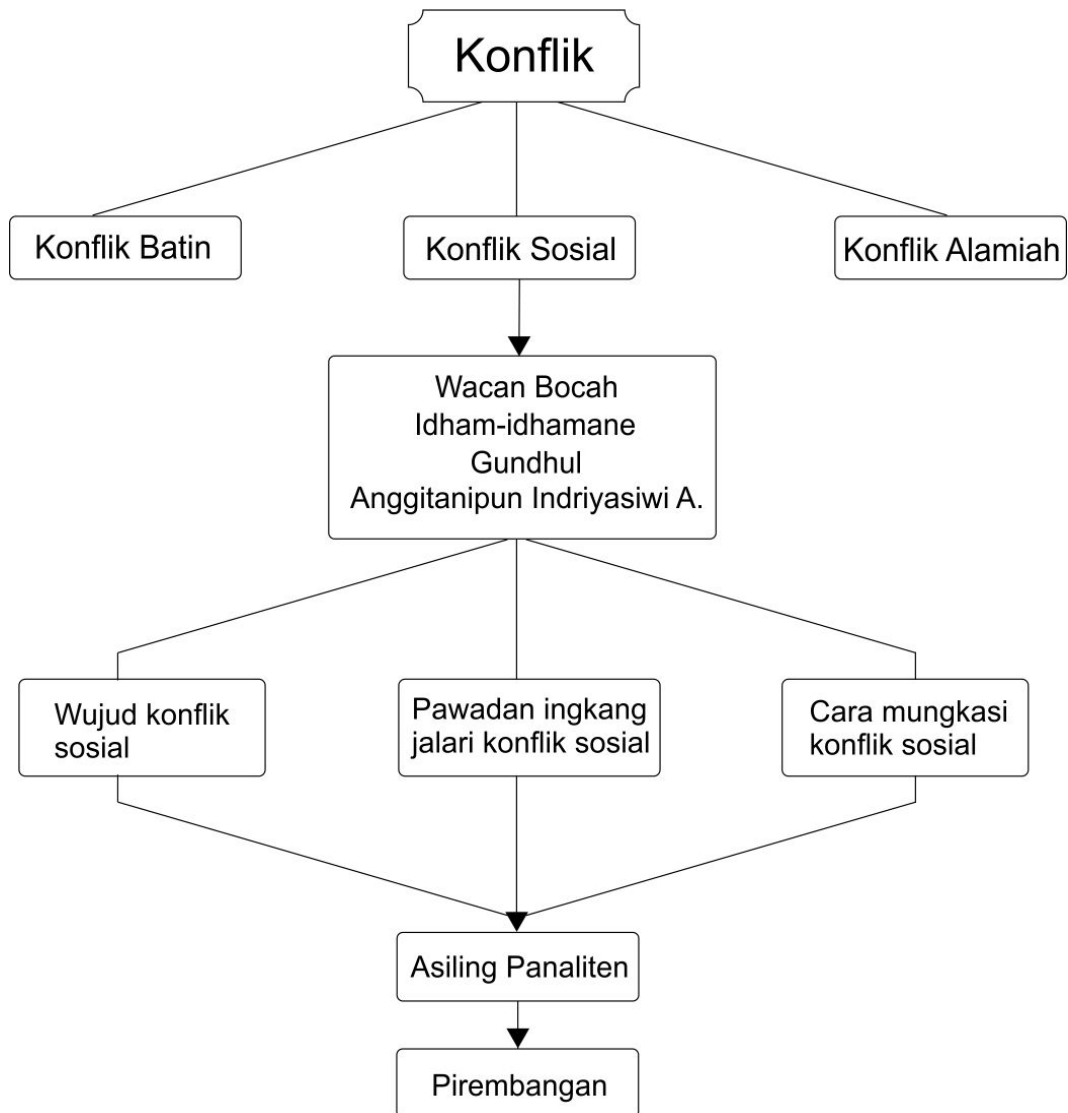 Konflik
Konflik Batin
Konflik Sosial
Konflik Alamiah
Wacan Bocah
Idham-idhamane
Gundhul
Anggitanipun Indriyasiwi A.
Wujud konflik
sosial
Pawadan ingkang
jalari konflik sosial
Cara mungkasi
konflik sosial
Asiling Panaliten
Pirembangan